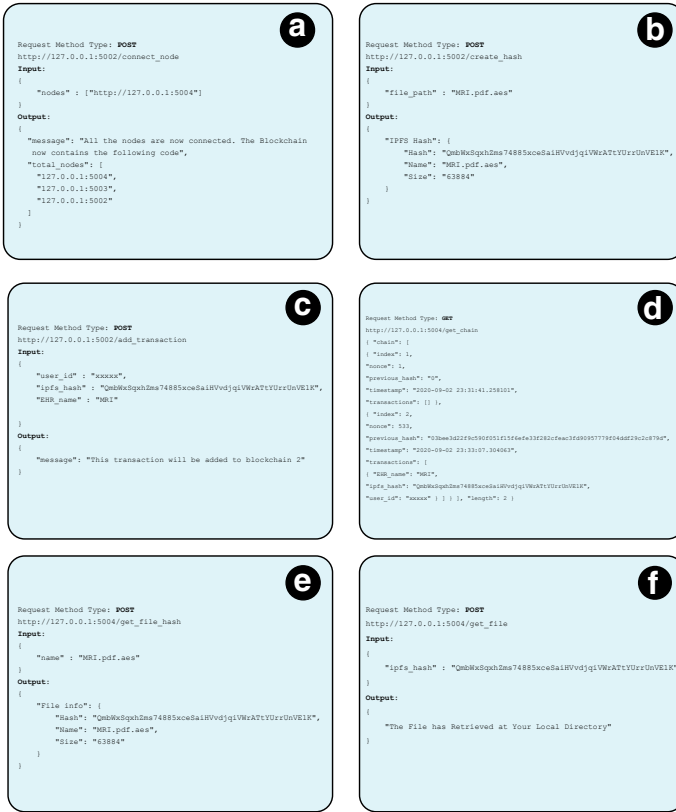 a
Request Method Type: POST
http://127.0.0.1:5002/connect_node
Input:
{
"nodes" : ["http://127.0.0.1:5004"]
}
Output:
{
"message": "All the nodes are now connected. The Blockchain
now contains the following code",
"total_nodes": [
"127.0.0.1:5004",
"127.0.0.1:5003",
"127.0.0.1:5002"
]
}
b
Request Method Type: POST
http://127.0.0.1:5002/create_hash
Input:
{
"file_path" : "MRI.pdf.aes"
}
Output:
{
"IPFS Hash": {
"Hash": "QmbWxSqxhZms74885xceSaiHVvdjqiVWrATtYUrrUnVE1K",
"Name": "MRI.pdf.aes",
"Size": "63884"
}
}
c
Request Method Type: POST
http://127.0.0.1:5002/add_transaction
Input:
{
"user_id" : "xxxxx",
"ipfs_hash" : "QmbWxSqxhZms74885xceSaiHVvdjqiVWrATtYUrrUnVE1K",
"EHR_name" : "MRI"
}
Output:
{
"message": "This transaction will be added to blockchain 2"
}
d
Request Method Type: GET
http://127.0.0.1:5004/get_chain
{ "chain": [
{ "index": 1,
"nonce": 1,
"previous_hash": "0",
"timestamp": "2020-09-02 23:31:41.258101",
"transactions": [] },
{ "index": 2,
"nonce": 533,
"previous_hash":
"timestamp": "2020-09-02 23:33:07.304063",
"transactions": [
{ "EHR_name": "MRI",
"ipfs_hash": "QmbWxSqxhZms74885xceSaiHVvdjqiVWrATtYUrrUnVE1K",
"user_id": "xxxxx" } ] } ], "length": 2 }
e
Request Method Type: POST
http://127.0.0.1:5004/get_file_hash
Input:
{
"name" : "MRI.pdf.aes"
}
Output:
{
"File info": {
"Hash": "QmbWxSqxhZms74885xceSaiHVvdjqiVWrATtYUrrUnVE1K",
"Name": "MRI.pdf.aes",
"Size": "63884"
}
}
f
Request Method Type: POST
http://127.0.0.1:5004/get_file
Input:
{
"ipfs_hash" : "QmbWxSqxhZms74885xceSaiHVvdjqiVWrATtYUrrUnVE1K"
}
Output:
{
"The File has Retrieved at Your Local Directory"
}